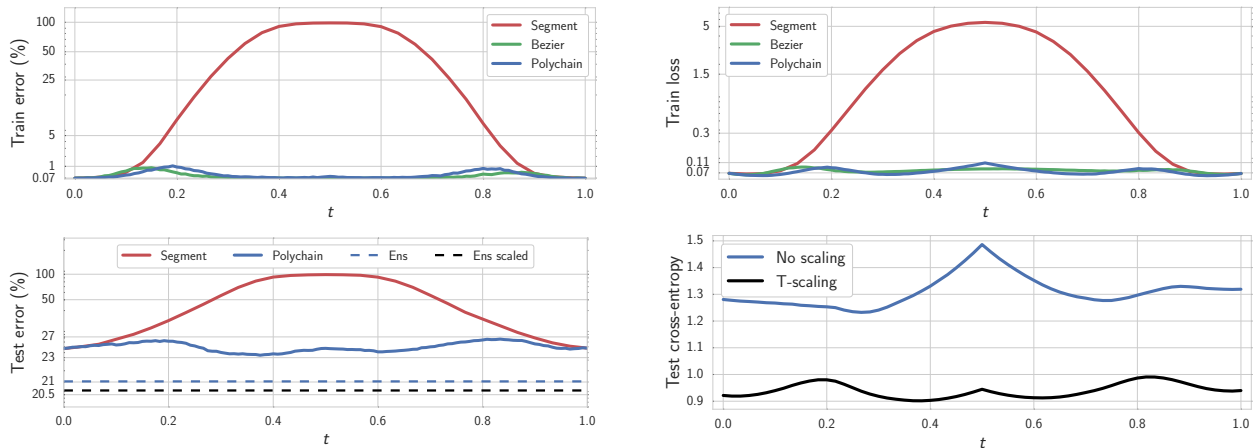 Train error (%)
100
50
25
5
1
0.07
Segment
Bezier
Polychain
0.0 0.2 0.4 0.6 0.8 1.0
t
Train loss
5
1.5
0.3
0.11
0.07
Segment
Bezier
Polychain
0.0 0.2 0.4 0.6 0.8 1.0
t
Test error (%)
100
50
27
23
21
20.5
Segment Polychain Ens Ens scaled
0.0 0.2 0.4 0.6 0.8 1.0
t
Test cross-entropy
1.5
1.4
1.3
1.2
1.1
1.0
0.9
No scaling
T-scaling
0.0 0.2 0.4 0.6 0.8 1.0
t